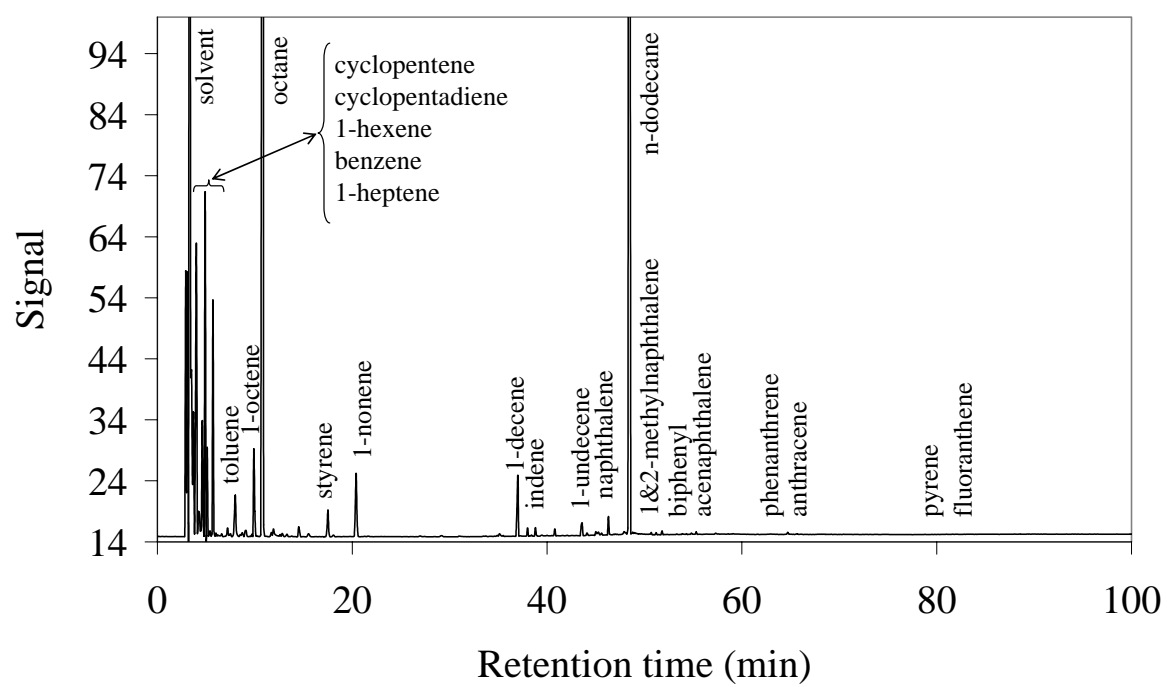 94
84
74
64
54
44
34
24
14
Signal
solvent
octane
cyclopentene
cyclopentadiene
1-hexene
benzene
1-heptene
n-dodecane
toluene
1-octene
styrene
1-nonene
1-decene
indene
1-undecene
naphthalene
1&2-methylnaphthalene
biphenyl
acenaphthalene
phenanthrene
anthracene
pyrene
fluoranthene
0 20 40 60 80 100
Retention time (min)